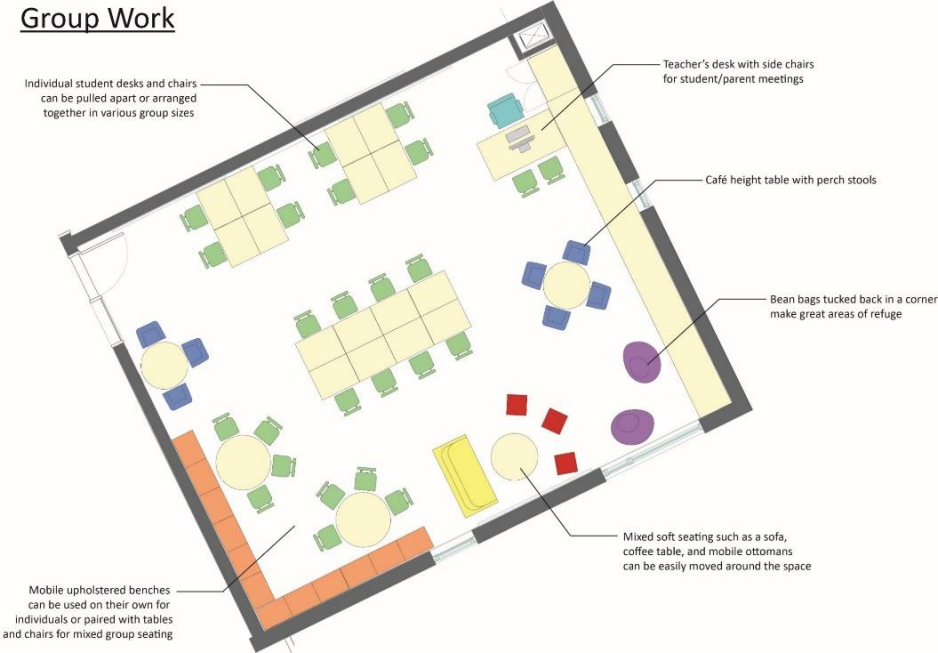 Group Work
Individual student desks and chairs
can be pulled apart or arranged
together in various group sizes
Teacher's desk with side chairs
for student/parent meetings
Café height table with perch stools
Bean bags tucked back in a corner
make great areas of refuge
Mixed soft seating such as a sofa,
coffee table, and mobile ottomans
can be easily moved around the space
Mobile upholstered benches
can be used on their own for
individuals or paired with tables
and chairs for mixed group seating